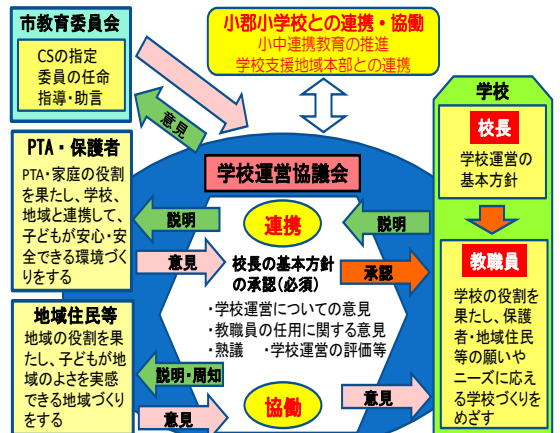 市教育委員会
CSの指定
委員の任命
指導・助言
意見
小郡小学校との連携・協働
小中連携教育の推進
学校支援地域本部との連携
学校
校長
学校運営の
基本方針
教職員
学校の役割を
果たし、保護
者・地域住民
等の願いや
ニーズに応え
る学校づくりを
めざす
PTA・保護者
PTA・家庭の役割
を果たし、学校、
地域と連携して、
子どもが安心・安
全できる環境づく
りをする
説明
意見
地域住民等
地域の役割を果
たし、子どもが地
域のよさを実感
できる地域づくり
をする
説明・周知
意見
学校運営協議会
連携
校長の基本方針
の承認(必須)
・学校運営についての意見
・教職員の任用に関する意見
・熟議 ・学校運営の評価等
協働
説明
承認
意見